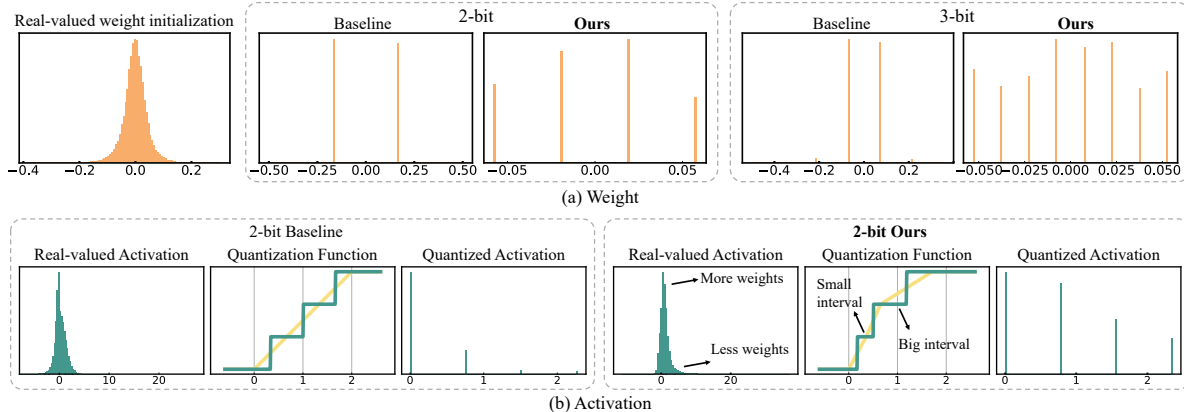 2-bit
3-bit
Real-valued weight initialization
Baseline
Ours
Baseline
Ours
−0.4 −0.2 0.0 0.2
−0.50 −0.25 0.00 0.25 0.50
−0.05 0.00 0.05
−0.4 −0.2 0.0 0.2
−0.050 −0.025 0.000 0.025 0.050
(a) Weight
2-bit Baseline
2-bit Ours
Real-valued Activation
Quantization Function
Quantized Activation
Real-valued Activation
Quantization Function
Quantized Activation
More weights
Less weights
Small
interval
Big interval
0 10 20
0 1 2
0 1 2
0 20
0 1 2
0 1 2
(b) Activation